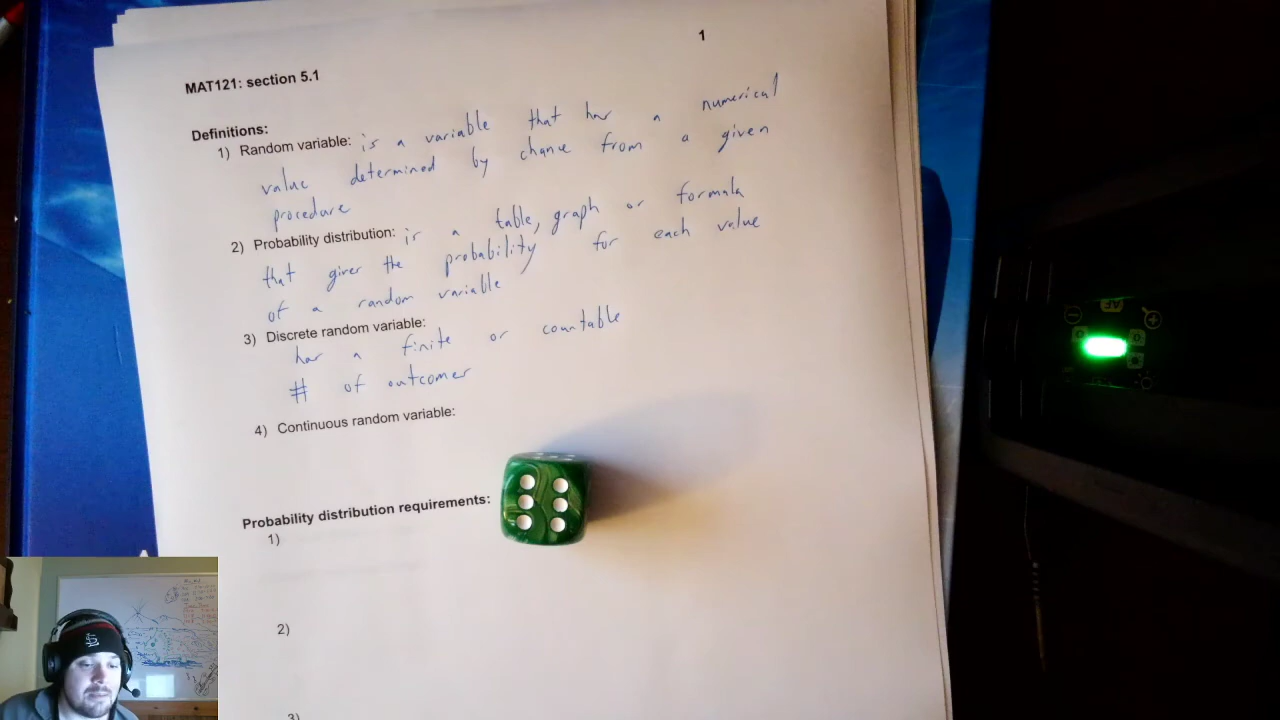 1
MAT121: section 5.1
Definitions:
1) Random variable: is a variable that has a numerical
value determined by chance from a given
procedure
2) Probability distribution: is a table, graph or formula
that gives the probability for each value
of a random variable
3) Discrete random variable:
has a finite or countable
# of outcomes
4) Continuous random variable:
Probability distribution requirements:
1)
2)
3)